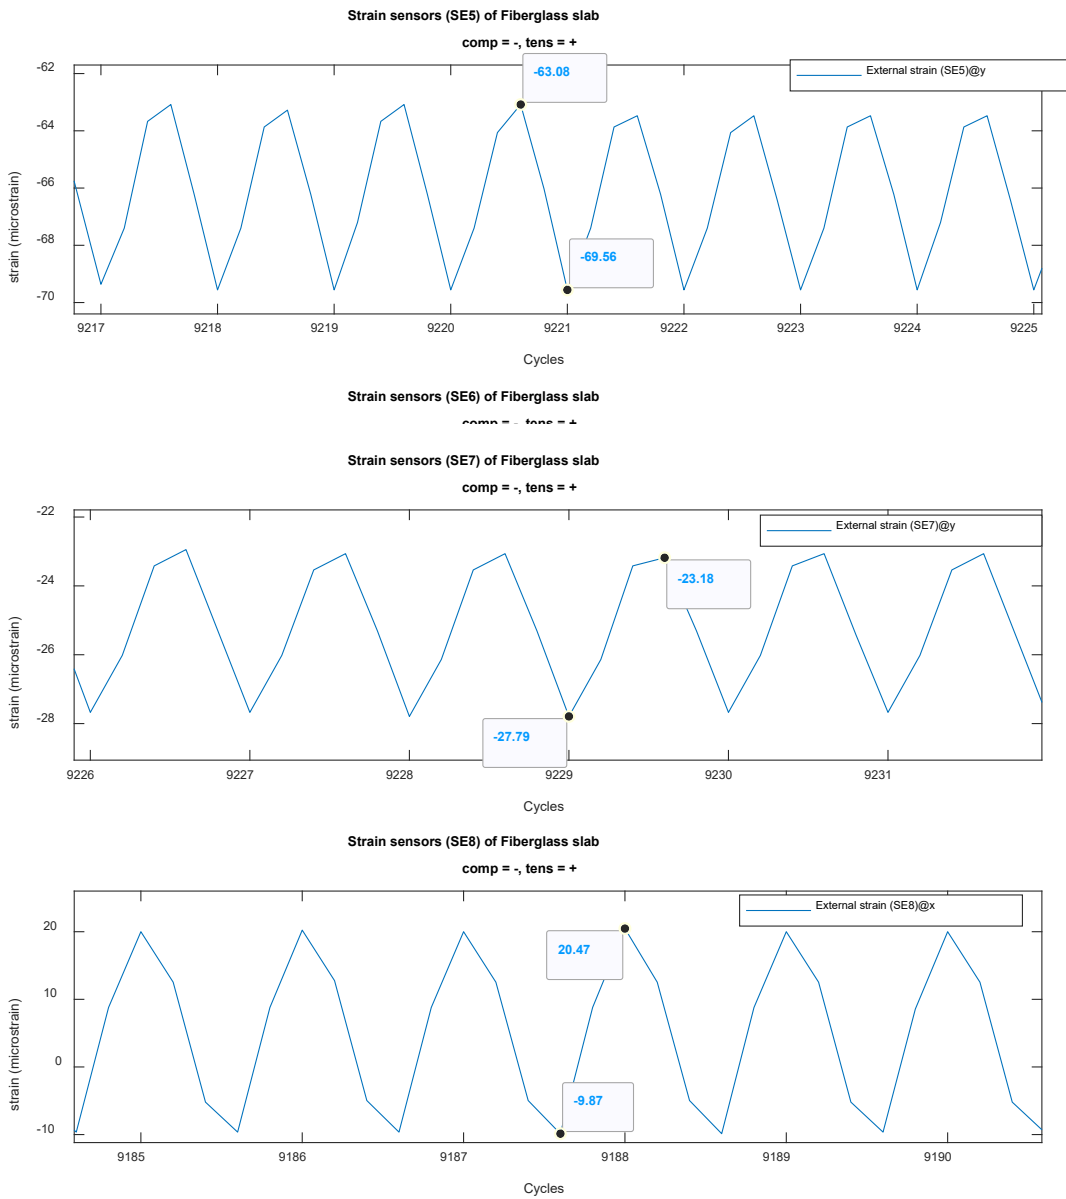 Strain sensors (SE5) of Fiberglass slab
comp = -, tens = +
-63.08
External strain (SE5)@y
-62
-64
-66
-68
-70
strain (microstrain)
-69.56
9217 9218 9219 9220 9221 9222 9223 9224 9225
Cycles
Strain sensors (SE6) of Fiberglass slab
comp = -, tens = +
Strain sensors (SE7) of Fiberglass slab
comp = -, tens = +
External strain (SE7)@y
-22
-24
-26
-28
strain (microstrain)
-23.18
-27.79
9226 9227 9228 9229 9230 9231
Cycles
Strain sensors (SE8) of Fiberglass slab
comp = -, tens = +
External strain (SE8)@x
20
10
0
-10
strain (microstrain)
20.47
-9.87
9185 9186 9187 9188 9189 9190
Cycles